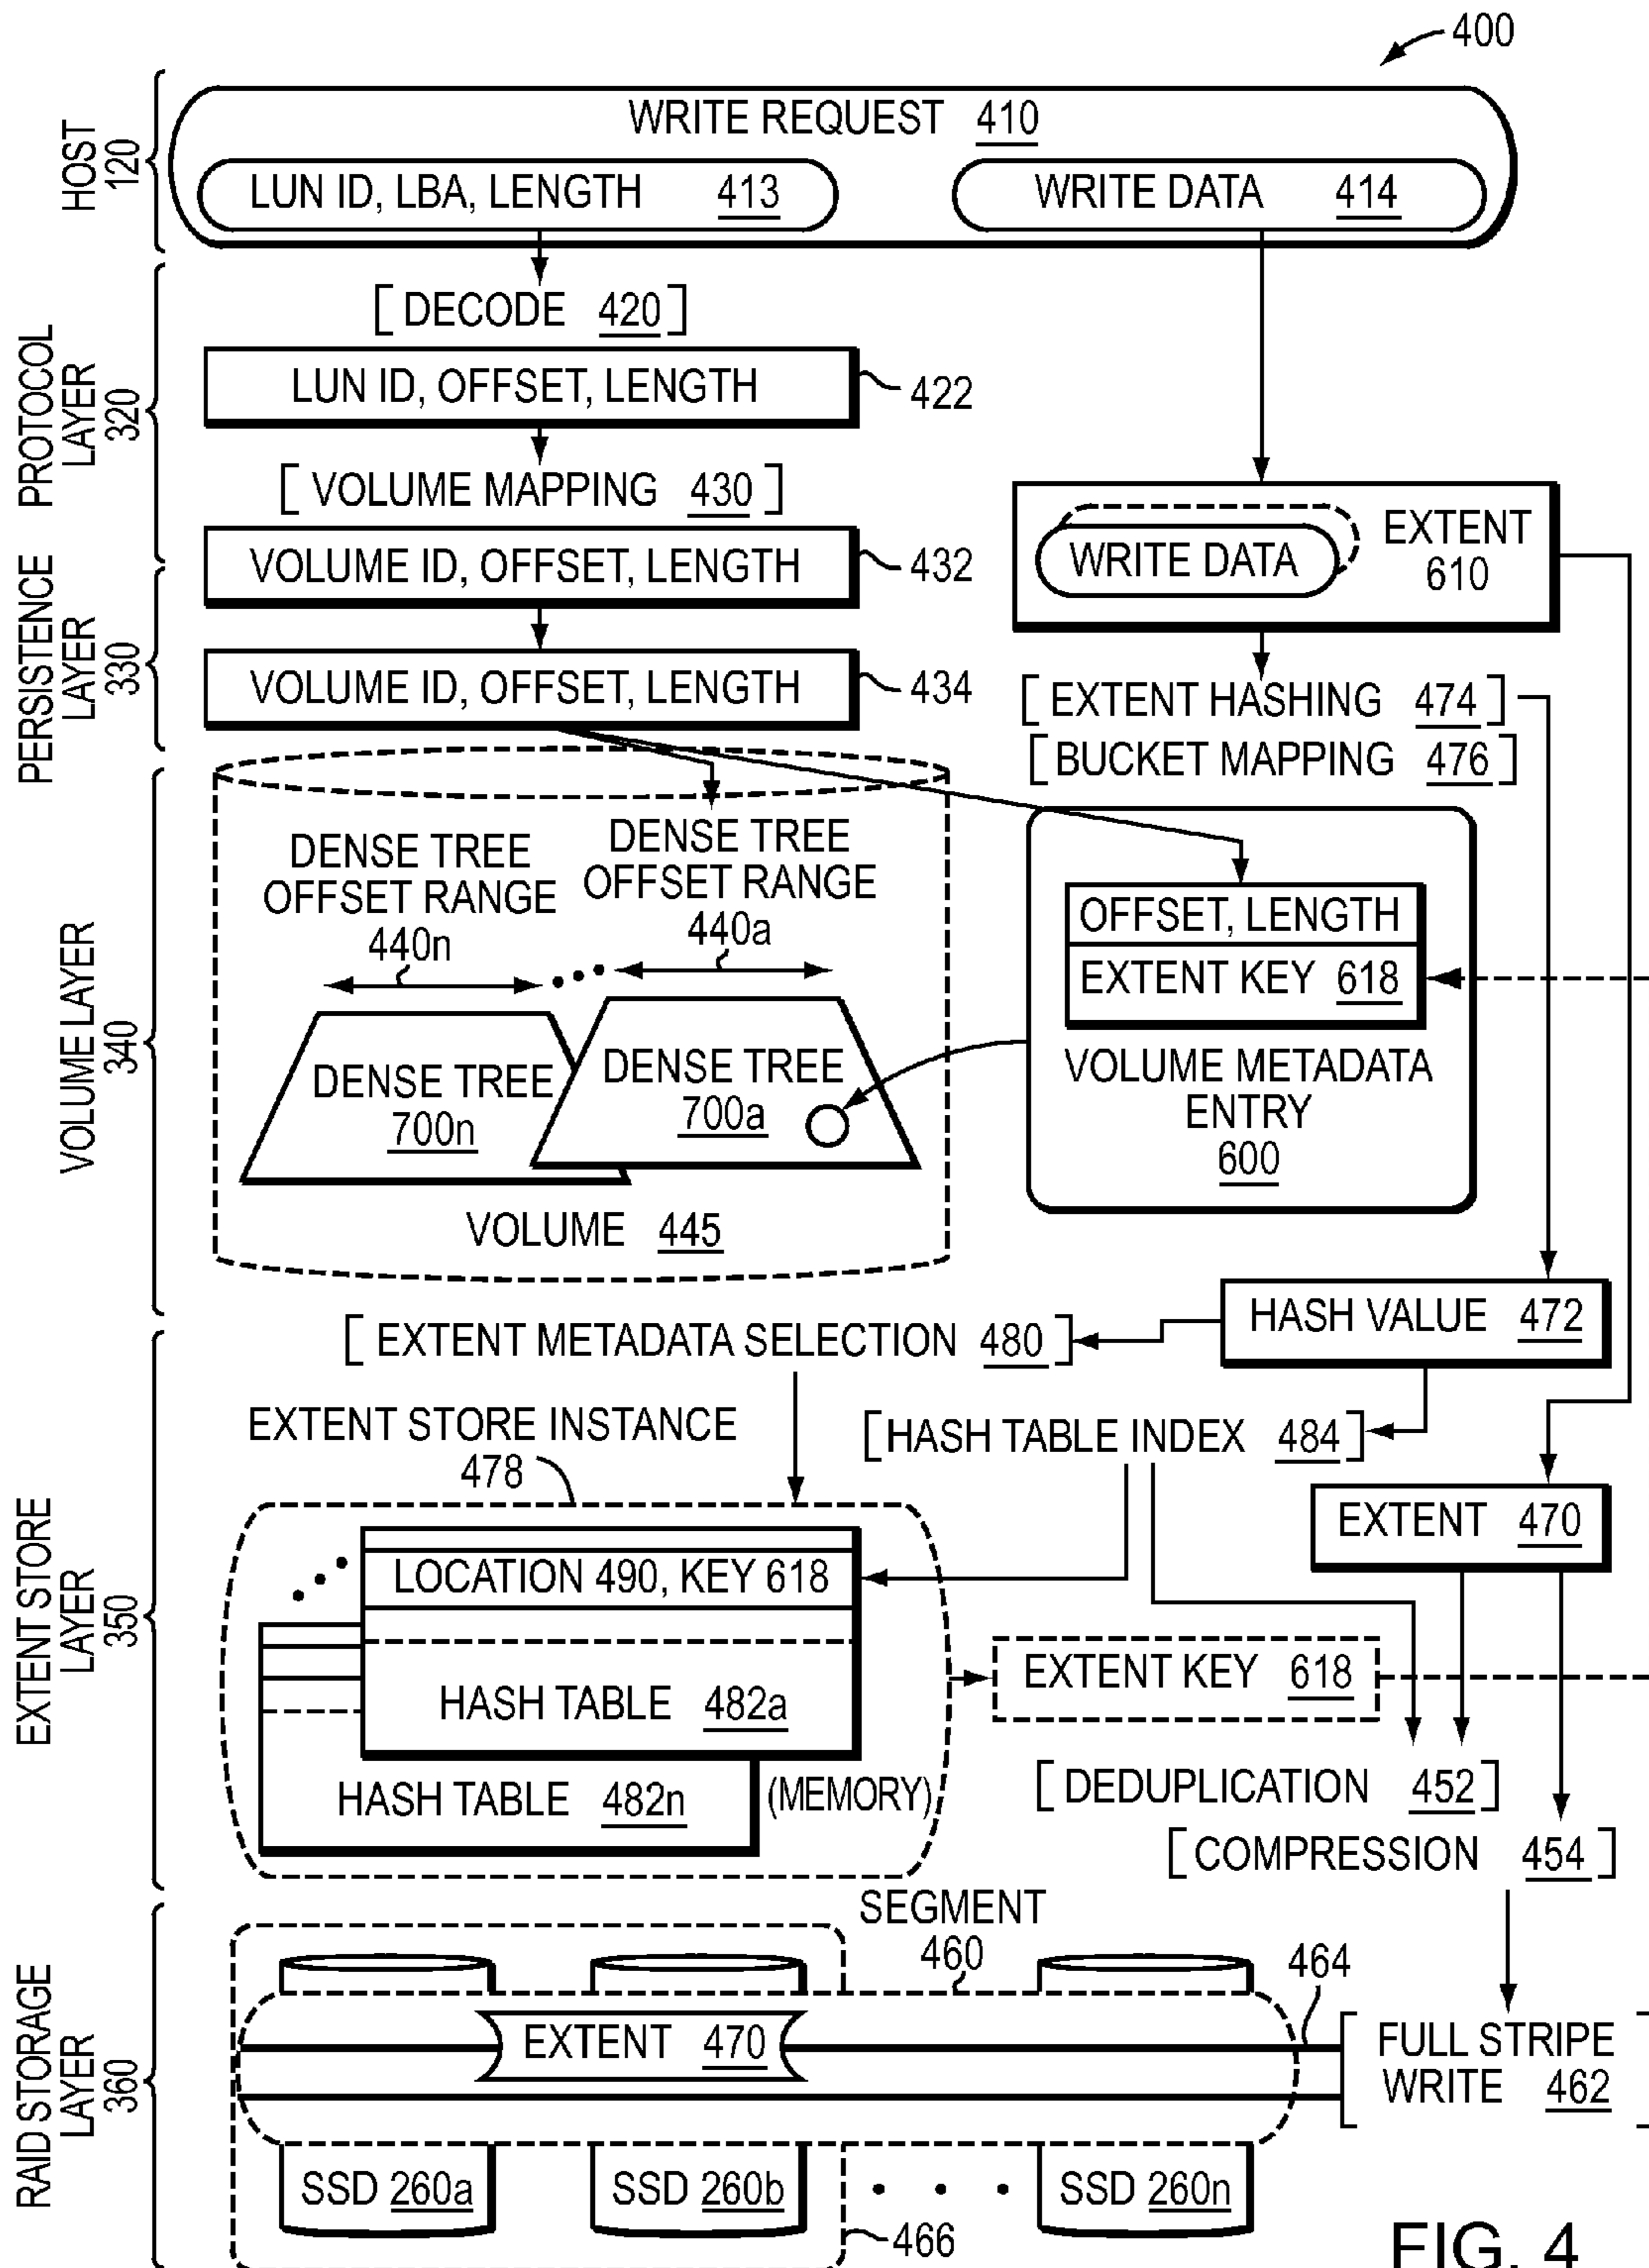 400
HOST
120
WRITE REQUEST 410
LUN ID, LBA, LENGTH 413
WRITE DATA 414
PROTOCOL
LAYER
320
[DECODE 420]
LUN ID, OFFSET, LENGTH
422
[VOLUME MAPPING 430]
VOLUME ID, OFFSET, LENGTH
432
WRITE DATA
EXTENT
610
PERSISTENCE
LAYER
330
VOLUME ID, OFFSET, LENGTH
434
[EXTENT HASHING 474]
[BUCKET MAPPING 476]
VOLUME LAYER
340
DENSE TREE
OFFSET RANGE
440n
DENSE TREE
OFFSET RANGE
440a
DENSE TREE
700n
DENSE TREE
700a
VOLUME 445
OFFSET, LENGTH
EXTENT KEY 618
VOLUME METADATA
ENTRY
600
HASH VALUE 472
EXTENT STORE
LAYER
350
[EXTENT METADATA SELECTION 480]
[HASH TABLE INDEX 484]
EXTENT STORE INSTANCE
478
EXTENT 470
LOCATION 490, KEY 618
HASH TABLE 482a
HASH TABLE 482n
(MEMORY)
EXTENT KEY 618
[DEDUPLICATION 452]
[COMPRESSION 454]
RAID STORAGE
LAYER
360
SEGMENT
460
464
EXTENT 470
[FULL STRIPE
WRITE 462]
SSD 260a
SSD 260b
. . .
SSD 260n
466
FIG. 4